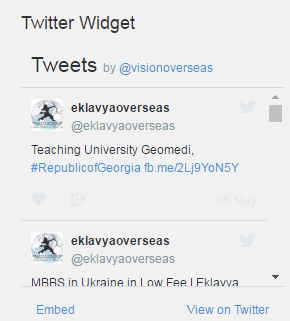 Twitter Widget
Tweets by @visionoverseas
eklavyaoverseas
@eklavyaoverseas
Teaching University Geomedi,
#RepublicofGeorgia fb.me/2Lj9YoN5Y
06 May
eklavyaoverseas
@eklavyaoverseas
MBBS in Ukraine in Low Fee | Eklavya
Embed
View on Twitter